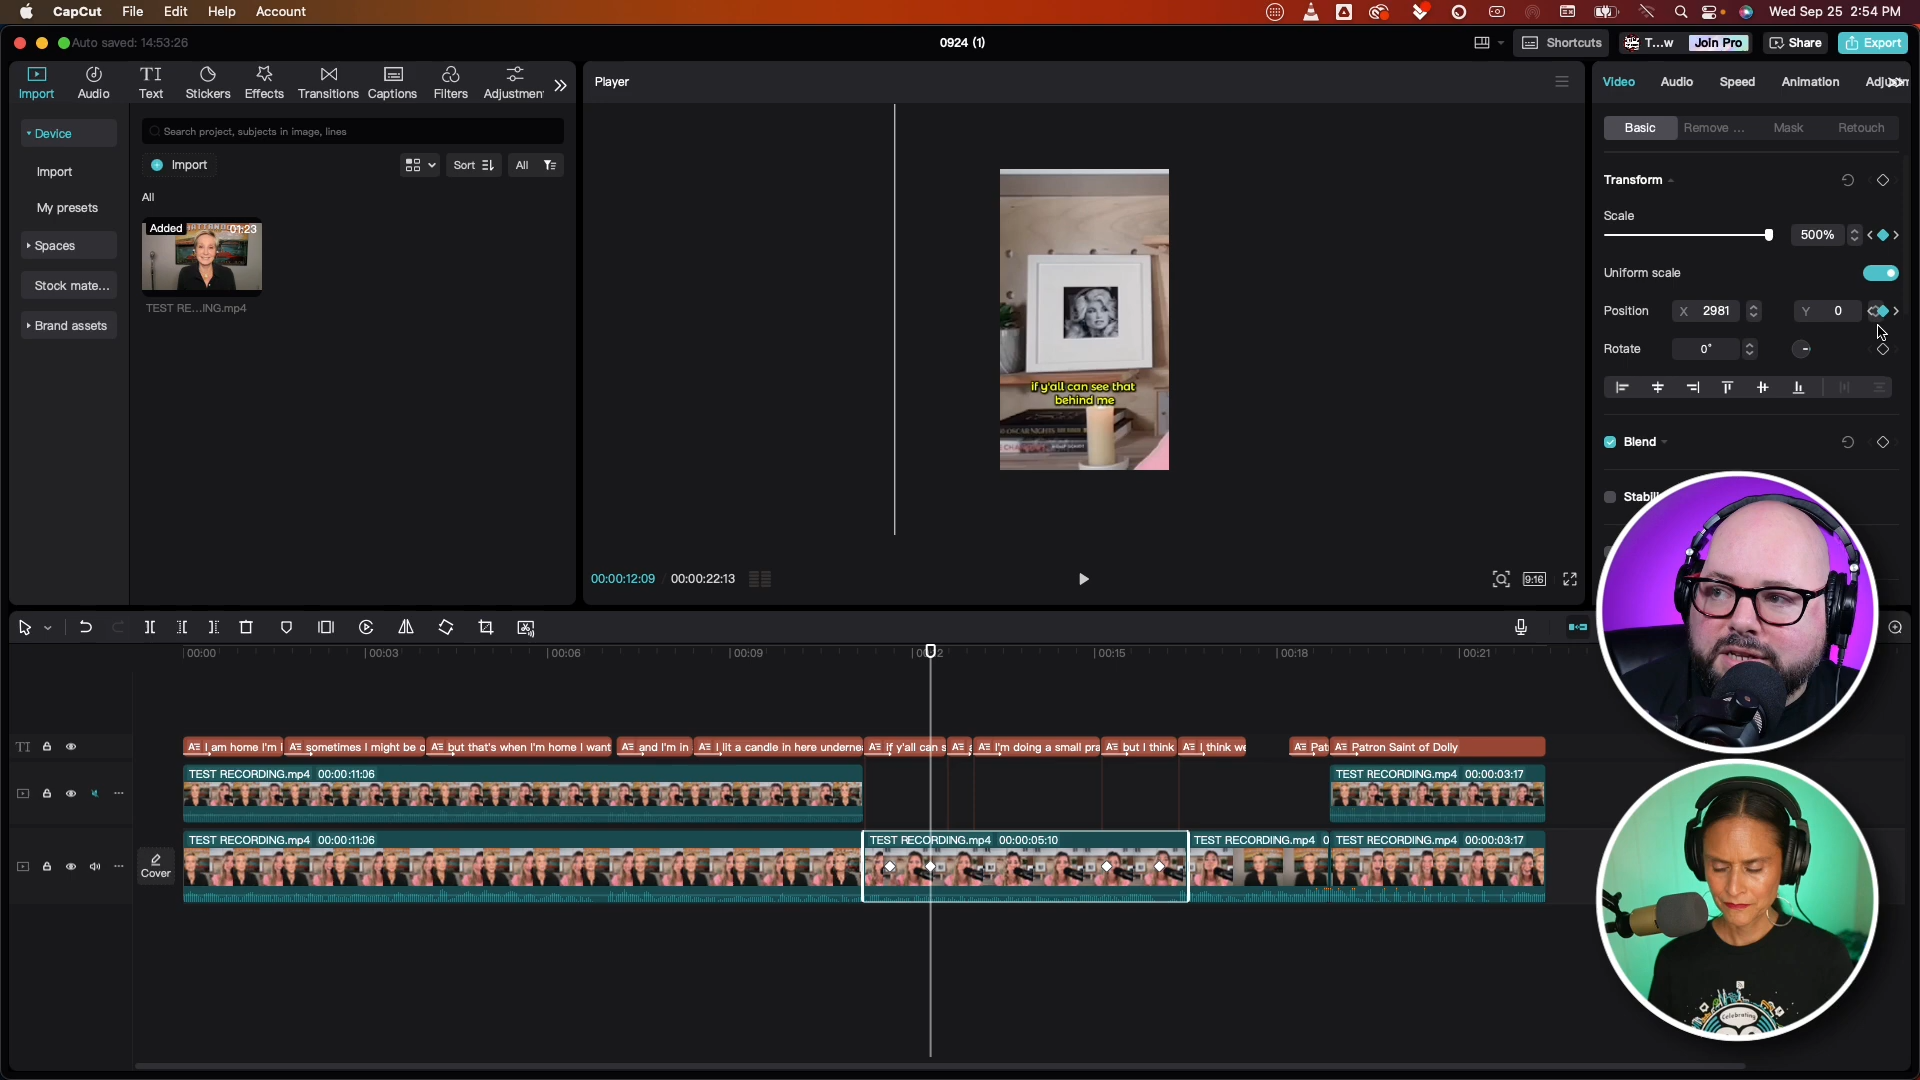 CapCut File Edit Help Account
Wed Sep 25 2:54 PM
Auto saved: 14:53:26
0924 (1)
Shortcuts
T...w
Join Pro
Share
Export
Import
Audio
Text
Stickers
Effects
Transitions
Captions
Filters
Adjustment
Device
Import
My presets
Spaces
Stock mate...
Brand assets
Search project, subjects in image, lines
Import
Sort
All
All
Added
01:23
TEST RE...ING.mp4
Player
if y'all can see that
behind me
00:00:12:09
00:00:22:13
9:16
Video
Audio
Speed
Animation
Basic
Remove ...
Mask
Retouch
Transform
Scale
500%
Uniform scale
Position
X 2981
Y 0
Rotate
0°
Blend
00:00
00:03
00:06
00:09
00:15
00:18
00:21
I am home I'm i
sometimes I might be o
but that's when I'm home I want
and I'm in
I lit a candle in here underne
if y'all can s
I'm doing a small pra
but I think
I think we
Pat
Patron Saint of Dolly
TEST RECORDING.mp4 00:00:11:06
TEST RECORDING.mp4 00:00:03:17
Cover
TEST RECORDING.mp4 00:00:11:06
TEST RECORDING.mp4 00:00:05:10
TEST RECORDING.mp4 0
TEST RECORDING.mp4 00:00:03:17
Celebrating